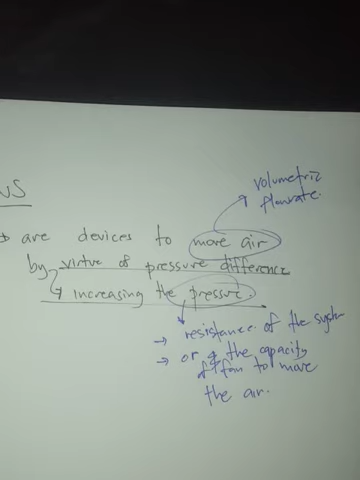 volumetric
flowrate.
NS
→ are devices to move air
by virtue of pressure difference
→ increasing the pressure.
→ resistance of the system
→ or the capacity
of fan to move
the air.